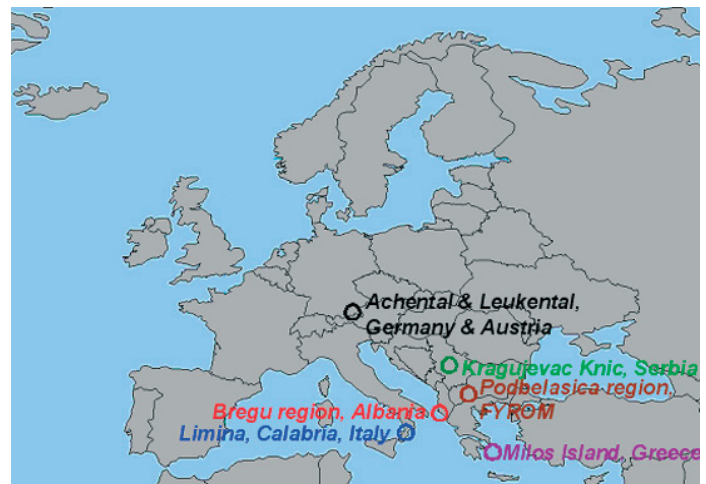 Achental & Leukental,
Germany & Austria
Kragujevac Knic, Serbia
Podbelasica region,
FYROM
Bregu region, Albania
Limina, Calabria, Italy
Milos Island, Greece